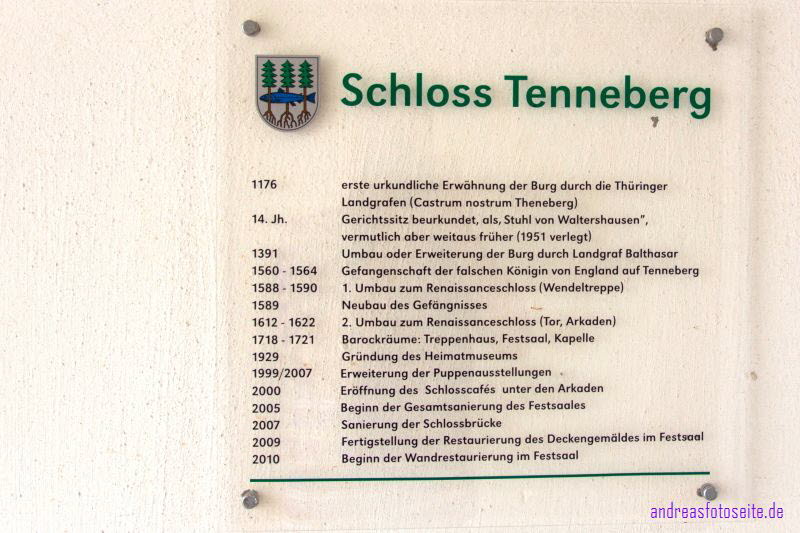 Schloss Tenneberg
1176 erste urkundliche Erwähnung der Burg durch die Thüringer
Landgrafen (Castrum nostrum Theneberg)
14. Jh. Gerichtssitz beurkundet, als, Stuhl von Waltershausen",
vermutlich aber weitaus früher (1951 verlegt)
1391 Umbau oder Erweiterung der Burg durch Landgraf Balthasar
1560 - 1564 Gefangenschaft der falschen Königin von England auf Tenneberg
1588 - 1590 1. Umbau zum Renaissanceschloss (Wendeltreppe)
1589 Neubau des Gefängnisses
1612 - 1622 2. Umbau zum Renaissanceschloss (Tor, Arkaden)
1718 - 1721 Barockräume: Treppenhaus, Festsaal, Kapelle
1929 Gründung des Heimatmuseums
1999/2007 Erweiterung der Puppenausstellungen
2000 Eröffnung des Schlosscafés unter den Arkaden
2005 Beginn der Gesamtsanierung des Festsaales
2007 Sanierung der Schlossbrücke
2009 Fertigstellung der Restaurierung des Deckengemäldes im Festsaal
2010 Beginn der Wandrestaurierung im Festsaal
andreasfotoseite.de